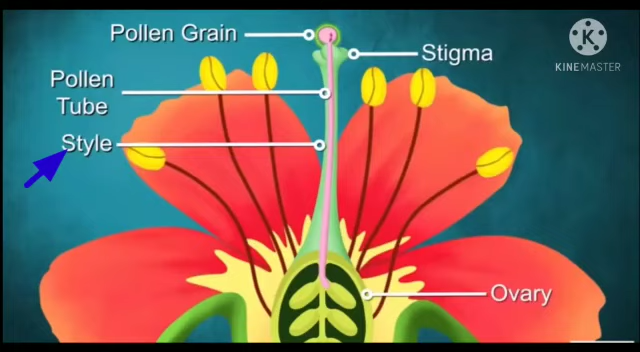 Pollen Grain
Stigma
Pollen
Tube
Style
Ovary
K
KINEMASTER